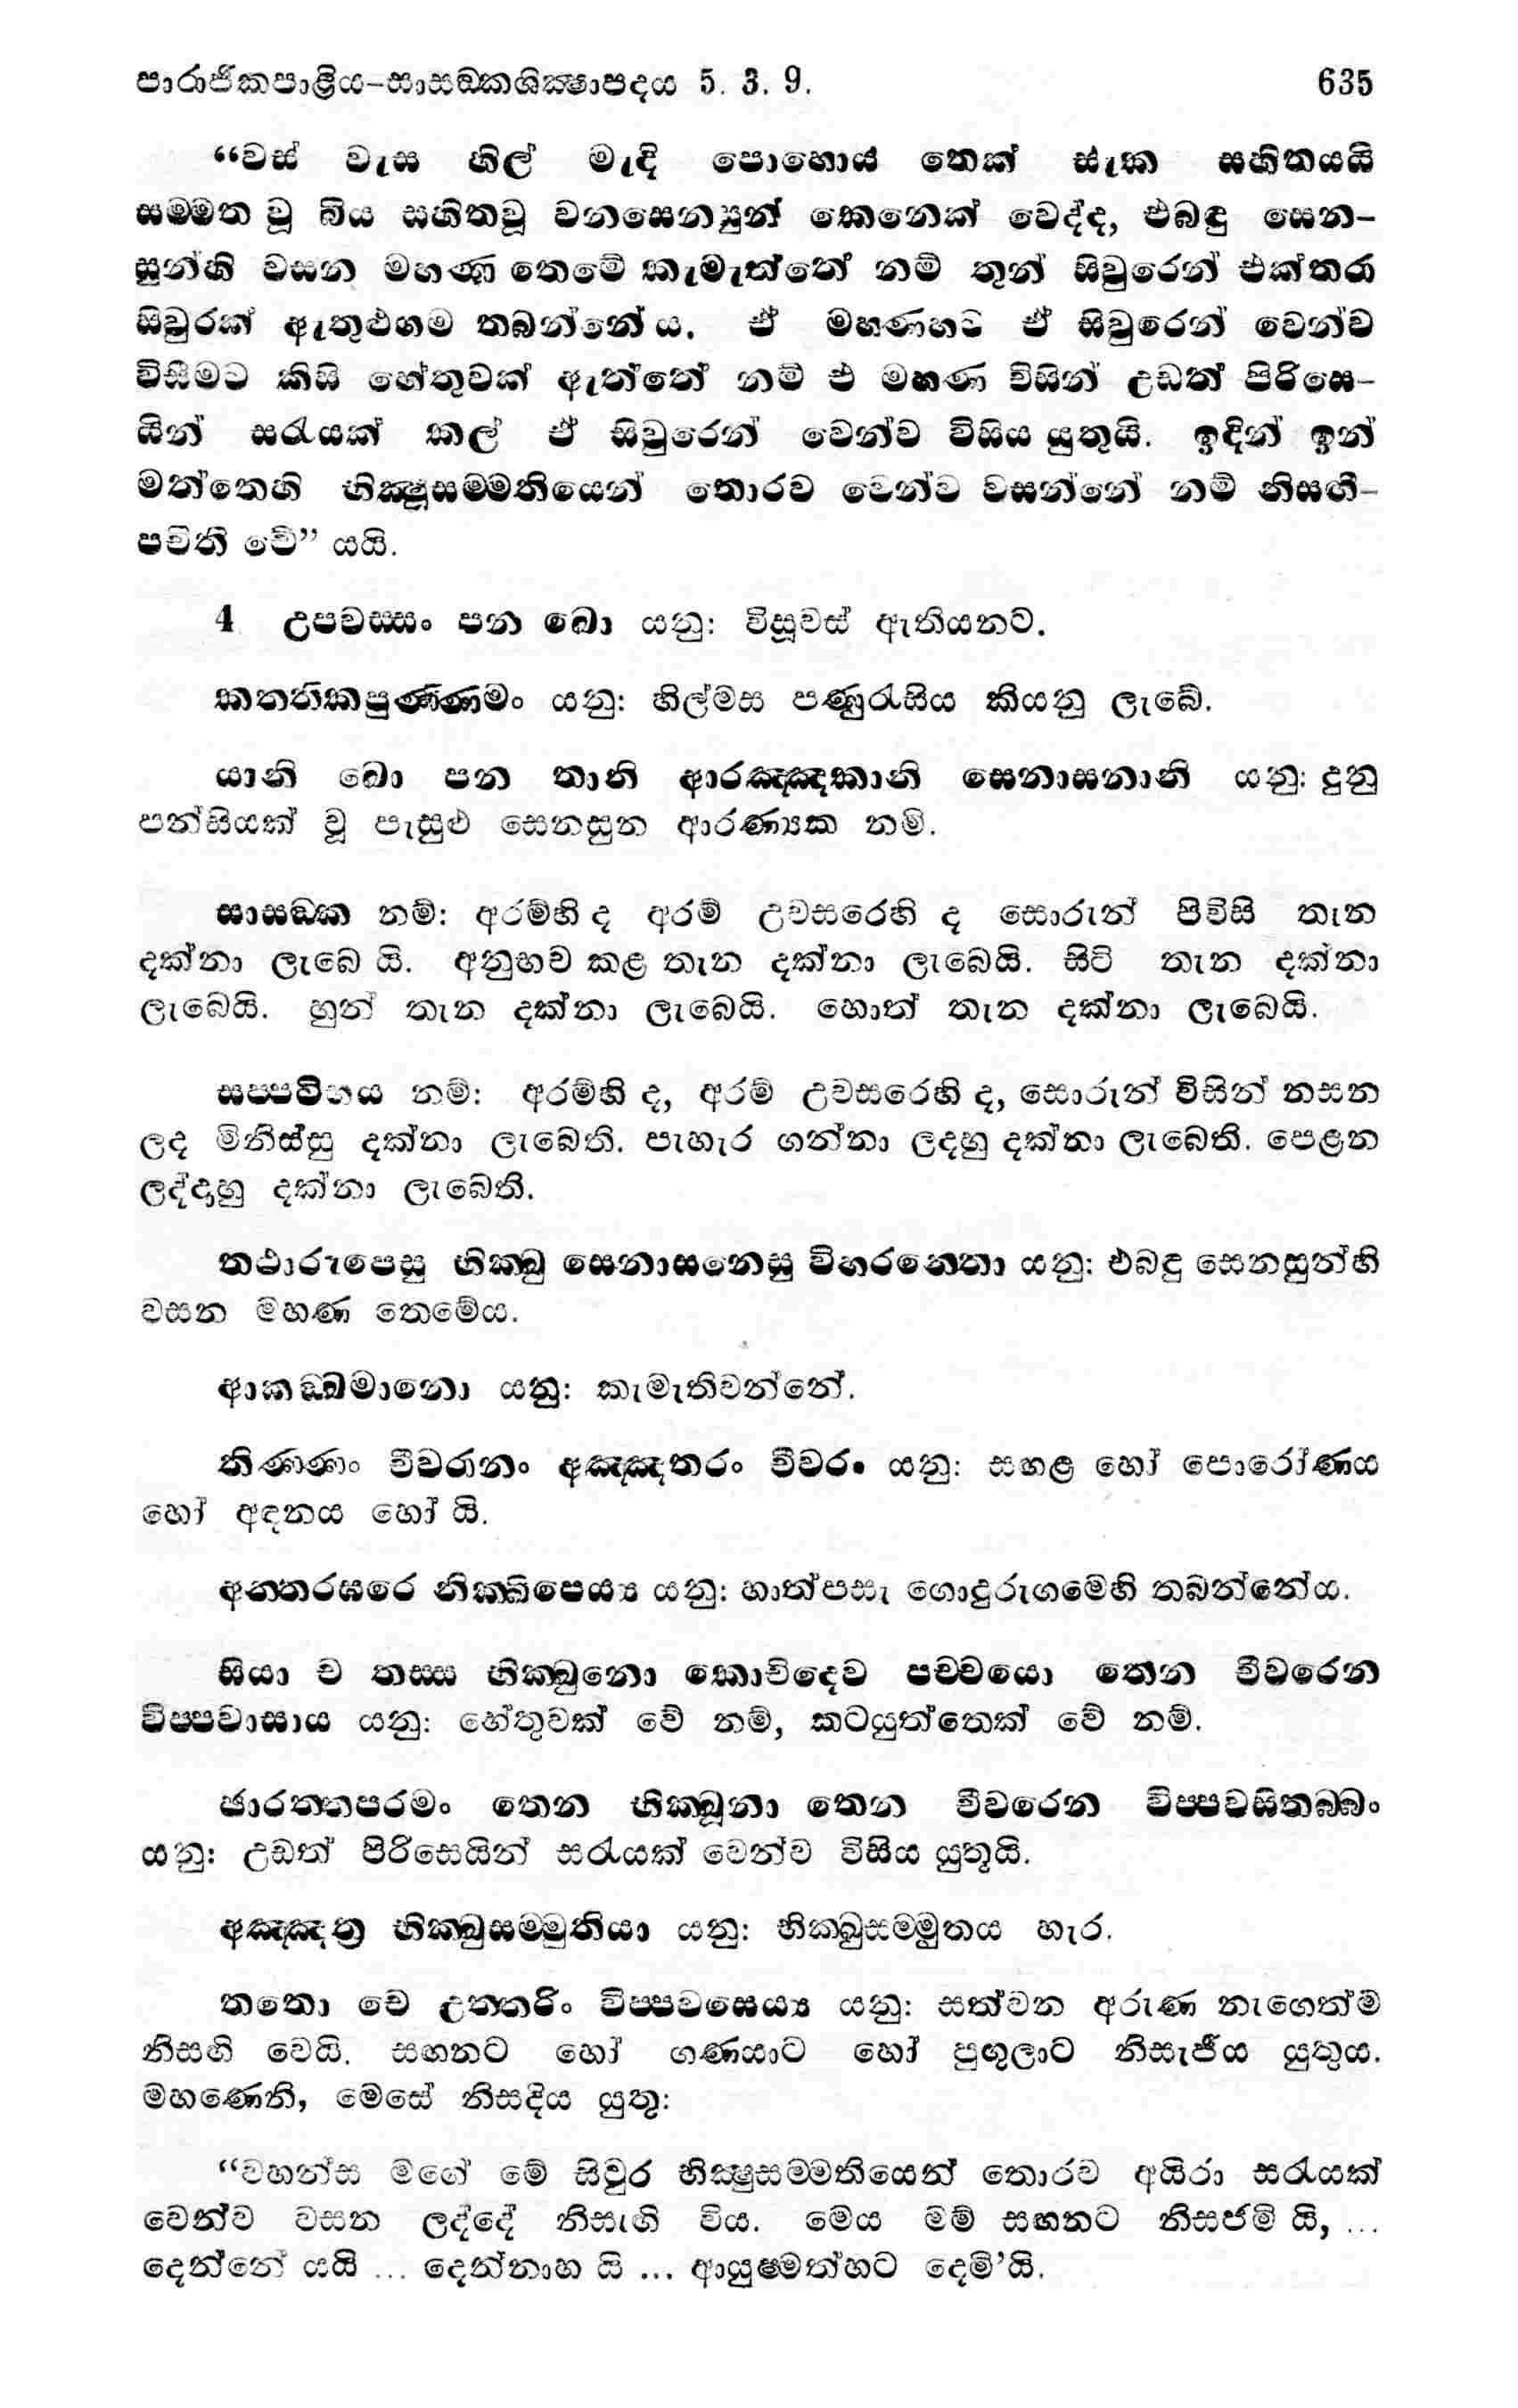 පාරාජිකපාළිය-සාසඞ්කශික්ෂාපදය 5. 3. 9. 635
“වස් වැස හිල් මැදි පොහොය තෙක් සැක සහිතයයි
සම්මත වූ බිය සහිතවූ වනසෙනසුන් කෙනෙක් වෙද්ද, එබඳු සෙන-
සුන්හි වසන මහණ තෙමේ කැමැත්තේ නම් තුන් සිවුරෙන් එක්තරා
සිවුරක් ඇතුළුගම තබන්නේ ය. ඒ මහණහට ඒ සිවුරෙන් වෙන්ව
විසීමට කිසි හේතුවක් ඇත්තේ නම් එ මහණ විසින් උඩත් පිරිසෙ-
යින් සරැයක් කල් ඒ සිවුරෙන් වෙන්ව විසිය යුතුයි. ඉදින් ඉන්
මත්තෙහි භික්ෂුසම්මතියෙන් තොරව වෙන්ව වසන්නේ නම් නිසගි-
පචිති වේ” යයි.
4 උපවස්සං පන ඛො යනු: විසූවස් ඇතියනට.
කත්තිකපුණ්ණමං යනු: හිල්මස පණුරැසිය කියනු ලැබේ.
යානි ඛො පන තානි ආරඤ්ඤකානි සෙනාසනානි යනු: දුනු
පන්සියක් වූ පැසුළු සෙනසුන ආරණ්‍යක නමි.
සාසඞ්ක නම්: අරම්හි ද අරම් උවසරෙහි ද සොරුන් පිවිසි තැන
දක්නා ලැබෙ යි. අනුභව කළ තැන දක්නා ලැබෙයි. සිටි තැන දක්නා
ලැබෙයි. හුන් තැන දක්නා ලැබෙයි. හොත් තැන දක්නා ලැබෙයි.
සප්පටිභය නම්: අරම්හි ද, අරම් උවසරෙහි ද, සොරුන් විසින් නසන
ලද මිනිස්සු දක්නා ලැබෙති. පැහැර ගන්නා ලදහු දක්නා ලැබෙති. පෙළන
ලද්දාහු දක්නා ලැබෙති.
තථාරූපෙසු භික්ඛු සෙනාසනෙසු විහරන්තො යනු: එබඳු සෙනසුන්හි
වසන මහණ තෙමේය.
ආකඞ්ඛමානො යනු: කැමැතිවන්නේ.
තිණ්ණං චීවරානං අඤ්ඤතරං චීවරං යනු: සඟළ හෝ පොරෝණය
හෝ අඳනය හෝ යි.
අන්තරඝරෙ නික්ඛිපෙය්‍ය යනු: හාත්පසැ ගොදුරුගමෙහි තබන්නේය.
සියා ච තස්ස භික්ඛුනො කොචිදෙව පච්චයො තෙන චීවරෙන
විප්පවාසාය යනු: හේතුවක් වේ නම්, කටයුත්තෙක් වේ නම්.
ඡාරත්තපරමං තෙන භික්ඛුනා තෙන චීවරෙන විප්පවසිතබ්බං
යනු: උඩත් පිරිසෙයින් සරැයක් වෙන්ව විසිය යුතුයි.
අඤ්ඤත්‍ර භික්ඛුසම්මුතියා යනු: භික්ඛුසම්මුතය හැර.
තතො චෙ උත්තරිං විප්පවසෙය්‍ය යනු: සත්වන අරුණ නැගෙත්ම
නිසගි වෙයි. සඟනට හෝ ගණයාට හෝ පුඟුලාට නිසැජිය යුතුය.
මහණෙනි, මෙසේ නිසදිය යුතු:
“වහන්ස මගේ මේ සිවුර භික්ෂුසම්මතියෙන් තොරව අයිරා සරැයක්
වෙන්ව වසන ලද්දේ නිසැගි විය. මෙය මම් සඟනට නිසජමි යි, ...
දෙන්නේ යයි ... දෙන්නාහ යි ... ආයුෂ්මත්හට දෙමි’යි.